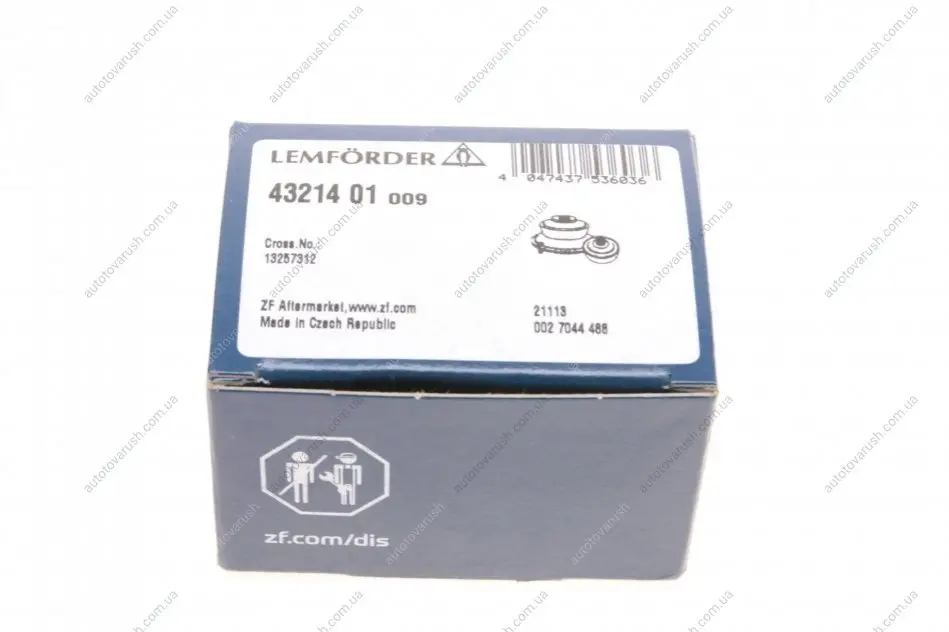 LEMFÖRDER
4 047437 536036
43214 01 009
Cross.No.:
13257312
ZF Aftermarket,www.zf.com
Made in Czech Republic
21113
002 7044 488
zf.com/dis
autotovarush.com.ua